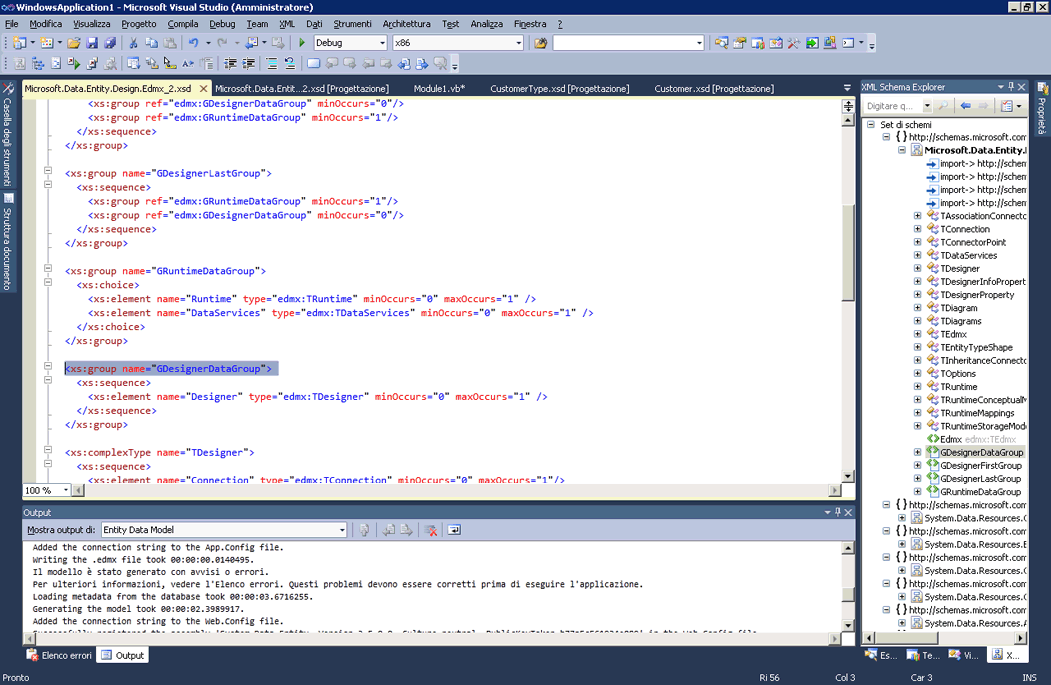 WindowsApplication1 - Microsoft Visual Studio (Amministratore)
File Modifica Visualizza Progetto Compila Debug Team XML Dati Strumenti Architettura Test Analizza Finestra ?
Debug x86
Microsoft.Data.Entity.Design.Edmx_2.xsd Microsoft.Data.Entit...2.xsd [Progettazione] Module1.vb* CustomerType.xsd [Progettazione] Customer.xsd [Progettazione]
Casella degli strumenti
Struttura documento
<xs:group ref="edmx:GDesignerDataGroup" minOccurs="0"/>
<xs:group ref="edmx:GRuntimeDataGroup" minOccurs="1"/>
</xs:sequence>
</xs:group>
<xs:group name="GDesignerLastGroup">
<xs:sequence>
<xs:group ref="edmx:GRuntimeDataGroup" minOccurs="1"/>
<xs:group ref="edmx:GDesignerDataGroup" minOccurs="0"/>
</xs:sequence>
</xs:group>
<xs:group name="GRuntimeDataGroup">
<xs:choice>
<xs:element name="Runtime" type="edmx:TRuntime" minOccurs="0" maxOccurs="1" />
<xs:element name="DataServices" type="edmx:TDataServices" minOccurs="0" maxOccurs="1" />
</xs:choice>
</xs:group>
<xs:group name="GDesignerDataGroup">
<xs:sequence>
<xs:element name="Designer" type="edmx:TDesigner" minOccurs="0" maxOccurs="1" />
</xs:sequence>
</xs:group>
<xs:complexType name="TDesigner">
<xs:sequence>
<xs:element name="Connection" type="edmx:TConnection" minOccurs="0" maxOccurs="1"/>
100 %
XML Schema Explorer
Digitare q...
Set di schemi
http://schemas.microsoft.com
Microsoft.Data.Entity.
import-> http://schem
import-> http://schem
import-> http://schem
import-> http://schem
TAssociationConnecto
TConnection
TConnectorPoint
TDataServices
TDesigner
TDesignerInfoPropert
TDesignerProperty
TDiagram
TDiagrams
TEdmx
TEntityTypeShape
TInheritanceConnecto
TOptions
TRuntime
TRuntimeConceptuall
TRuntimeMappings
TRuntimeStorageMode
Edmx edmx:TEdmx
GDesignerDataGroup
GDesignerFirstGroup
GDesignerLastGroup
GRuntimeDataGroup
http://schemas.microsoft.com
System.Data.Resources.C
http://schemas.microsoft.com
System.Data.Resources.E
http://schemas.microsoft.com
System.Data.Resources.C
http://schemas.microsoft.com
System.Data.Resources.C
http://schemas.microsoft.com
System.Data.Resources.A
Es... Te... Vi... X...
Proprietà
Output
Mostra output di: Entity Data Model
Added the connection string to the App.Config file.
Writing the .edmx file took 00:00:00.0140495.
Il modello è stato generato con avvisi o errori.
Per ulteriori informazioni, vedere l'Elenco errori. Questi problemi devono essere corretti prima di eseguire l'applicazione.
Loading metadata from the database took 00:00:03.6716255.
Generating the model took 00:00:02.3989917.
Added the connection string to the Web.Config file.
Elenco errori Output
Pronto Ri 56 Col 3 Car 3 INS